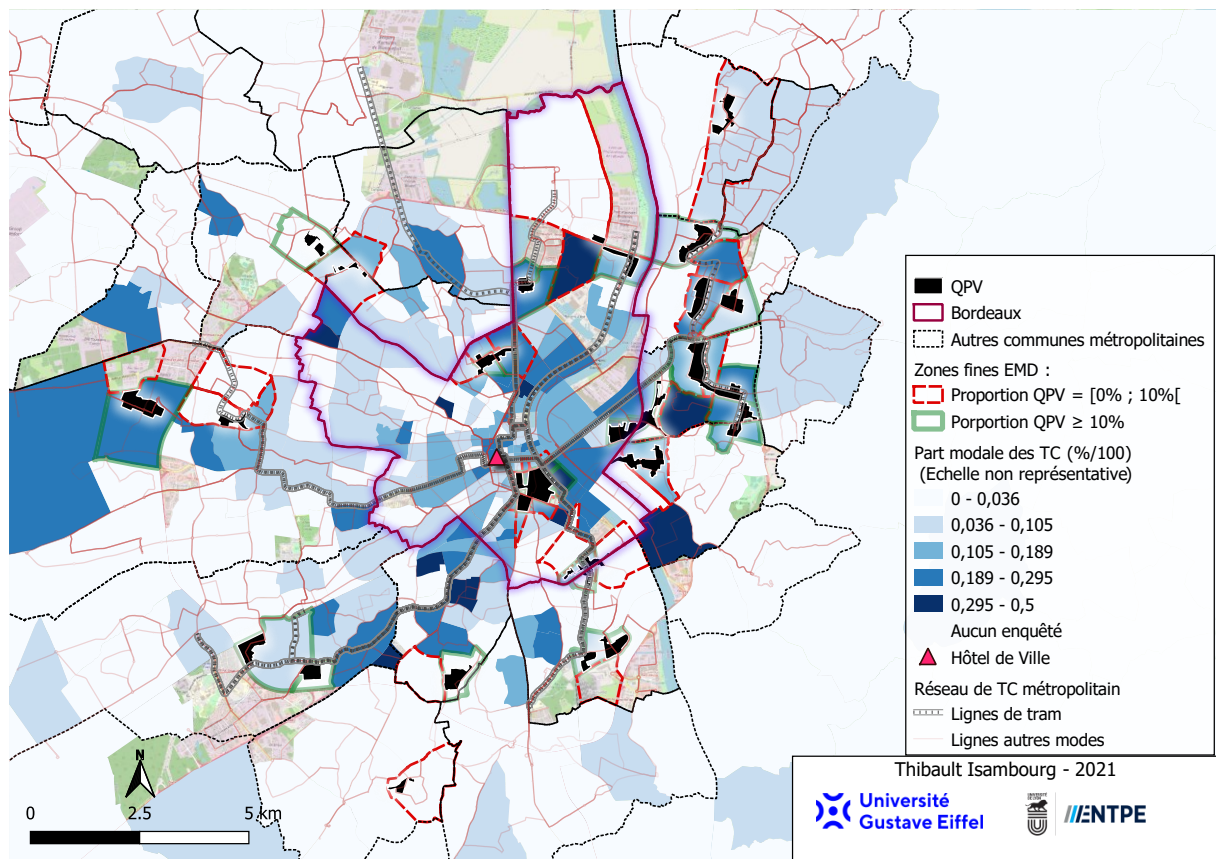 QPV
Bordeaux
Autres communes métropolitaines
Zones fines EMD :
Proportion QPV = [0% ; 10%[
Porportion QPV ≥ 10%
Part modale des TC (%/100)
(Echelle non représentative)
0 - 0,036
0,036 - 0,105
0,105 - 0,189
0,189 - 0,295
0,295 - 0,5
Aucun enquêté
Hôtel de Ville
Réseau de TC métropolitain
Lignes de tram
Lignes autres modes
N
0 2.5 5 km
Thibault Isambourg - 2021
Université
Gustave Eiffel
ENTPE